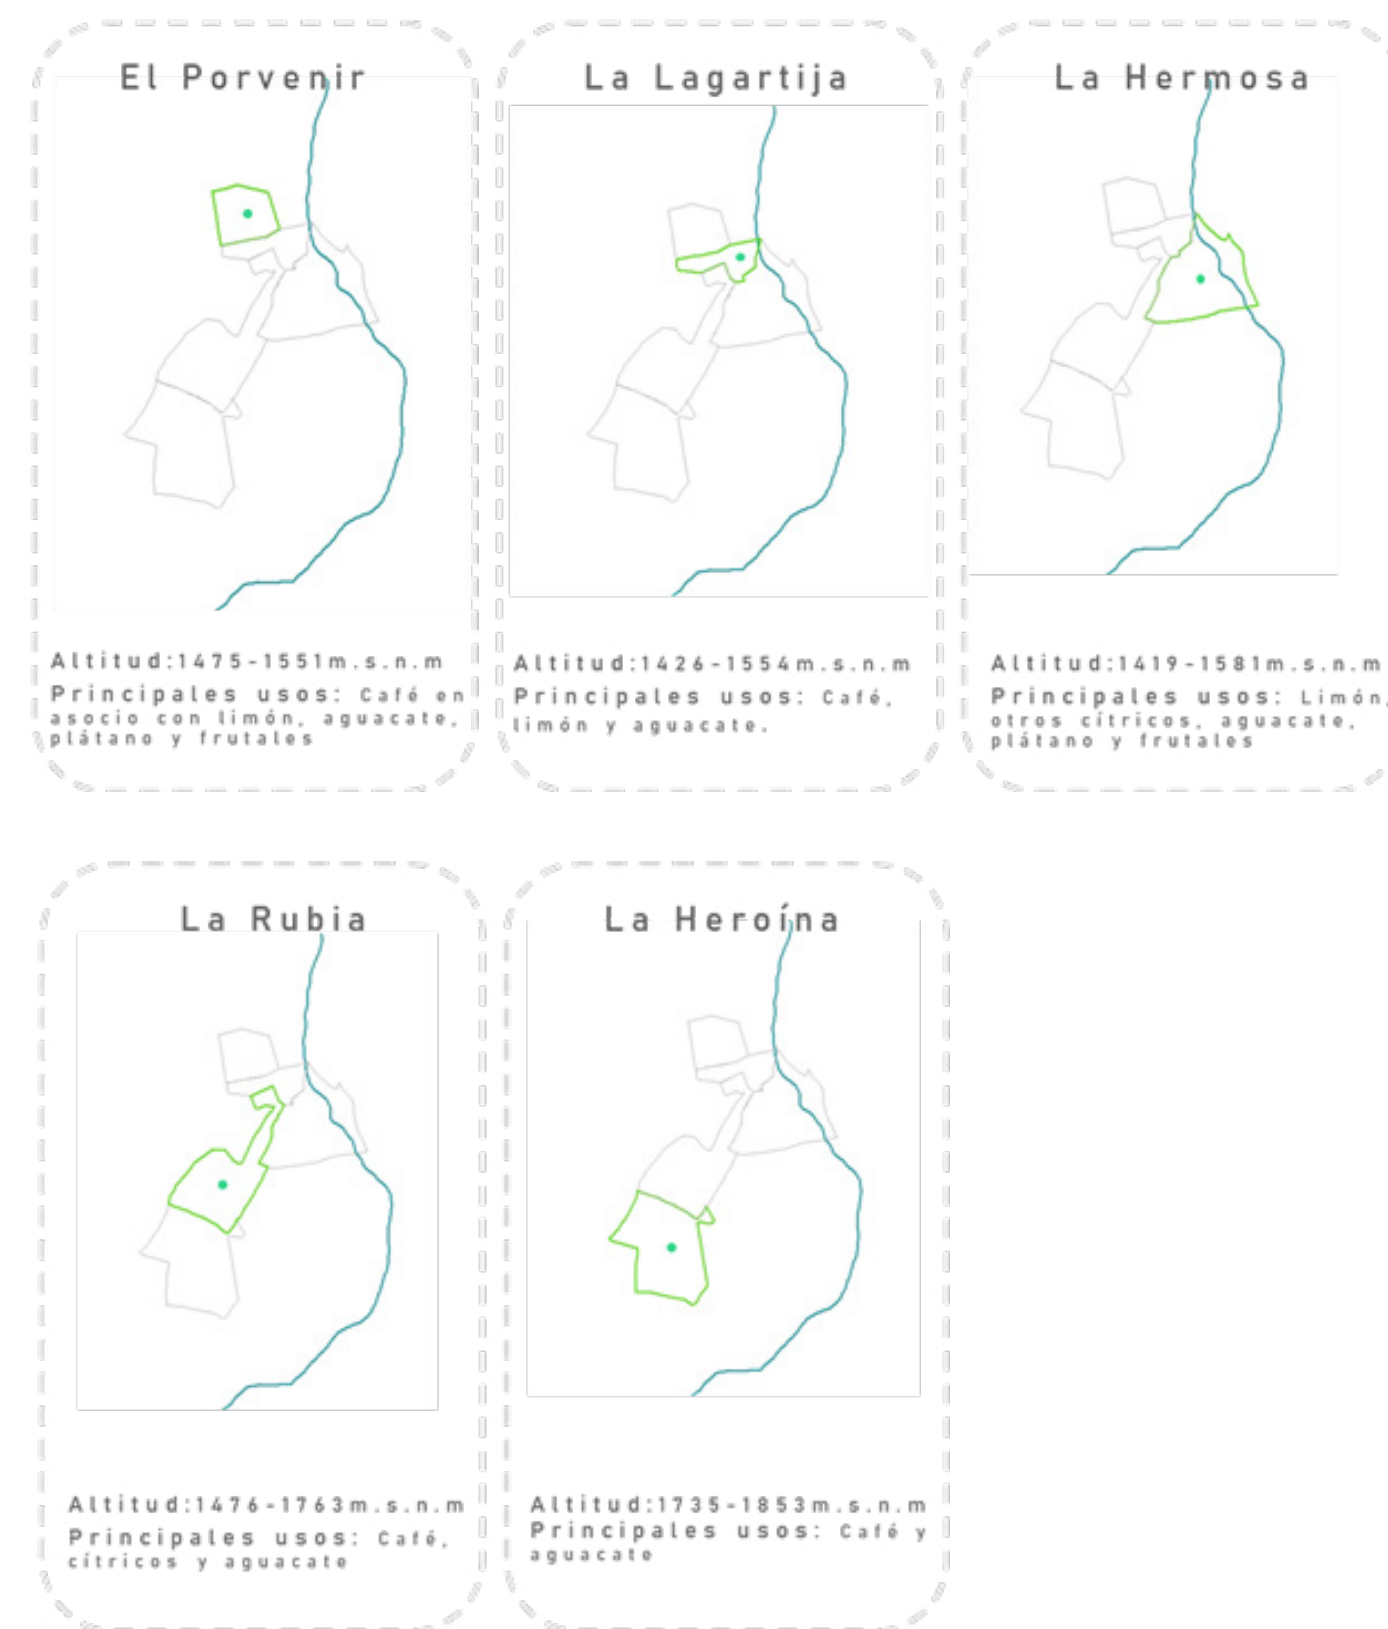 El Porvenir
Altitud:1475-1551m.s.n.m
Principales usos: Café en
asocio con limón, aguacate,
plátano y frutales
La Lagartija
Altitud:1426-1554m.s.n.m
Principales usos: Café,
limón y aguacate.
La Hermosa
Altitud:1419-1581m.s.n.m
Principales usos: Limón,
otros cítricos, aguacate,
plátano y frutales
La Rubia
Altitud:1476-1763m.s.n.m
Principales usos: Café,
cítricos y aguacate
La Heroína
Altitud:1735-1853m.s.n.m
Principales usos: Café y
aguacate